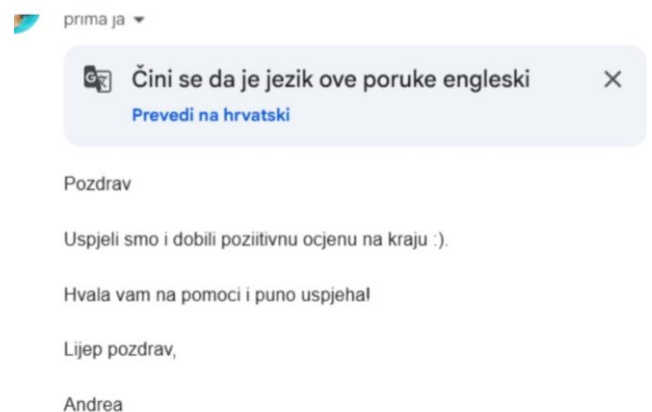 prima ja
Čini se da je jezik ove poruke engleski
Prevedi na hrvatski
Pozdrav
Uspjeli smo i dobili poziitivnu ocjenu na kraju :).
Hvala vam na pomoci i puno uspjeha!
Lijep pozdrav,
Andrea